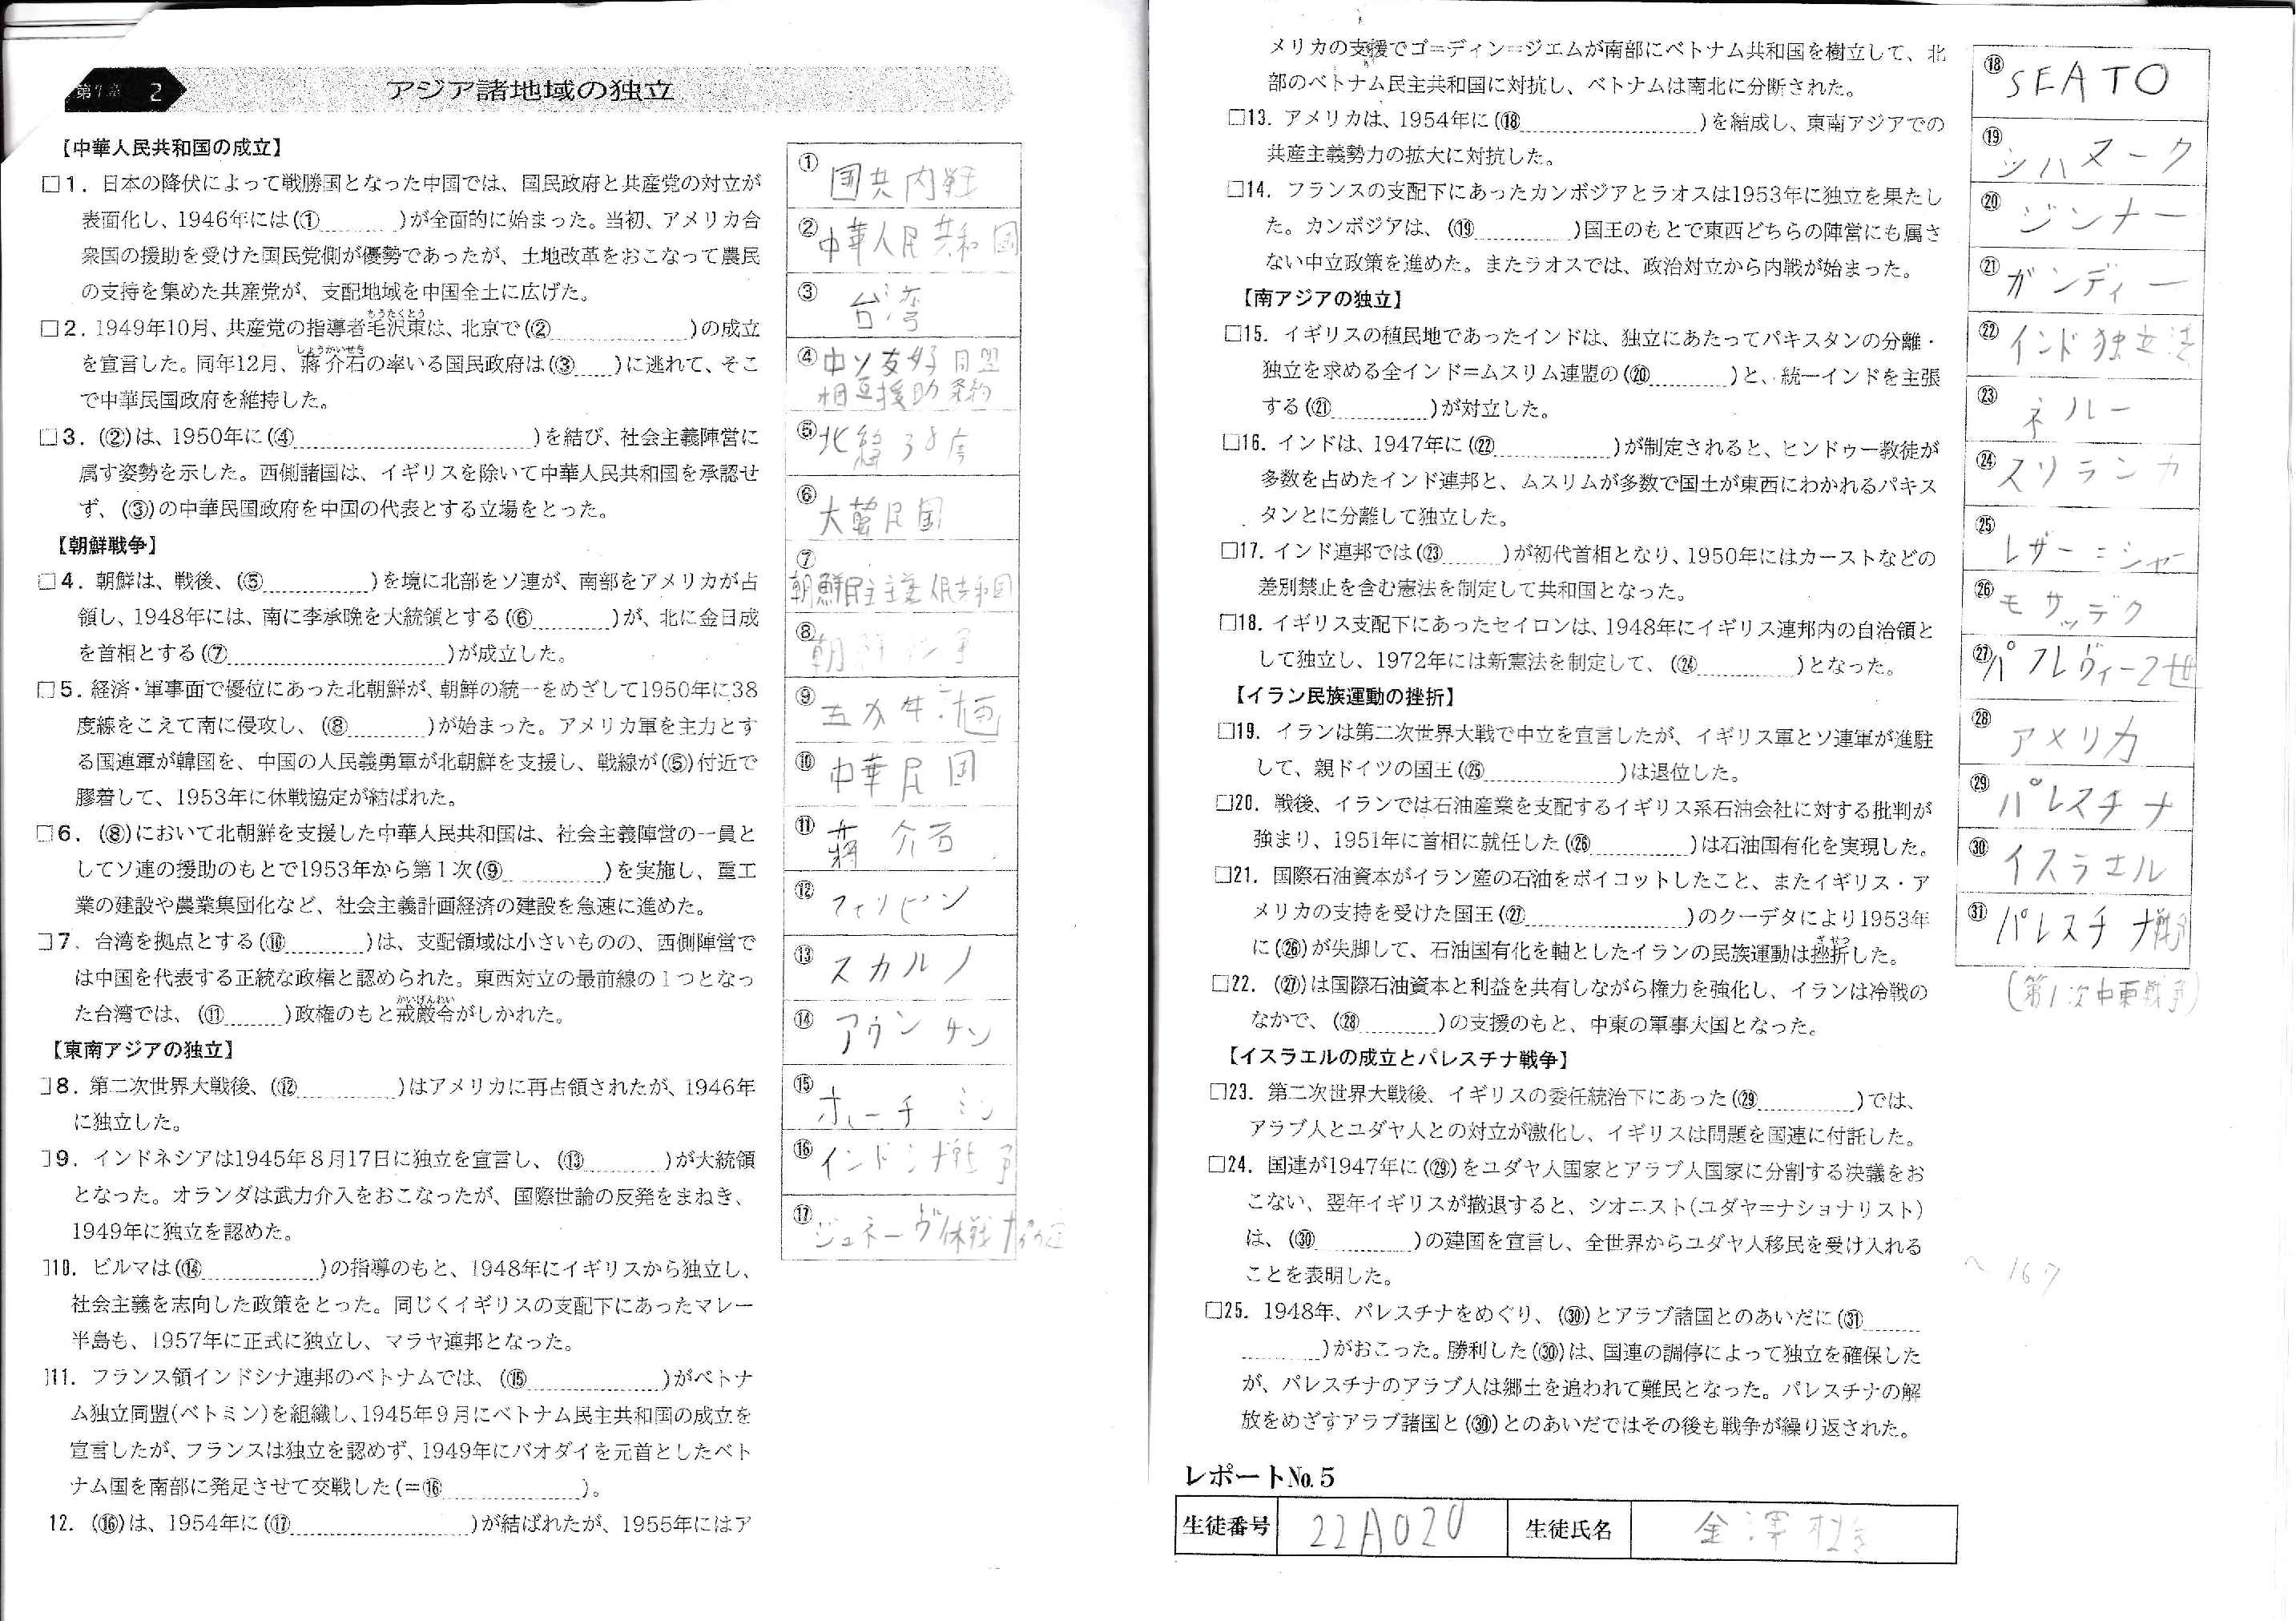 第7章 2 アジア諸地域の独立
【中華人民共和国の成立】
□1. 日本の降伏によって戦勝国となった中国では、国民政府と共産党の対立が
表面化し、1946年には(① )が全面的に始まった。当初、アメリカ合
衆国の援助を受けた国民党側が優勢であったが、土地改革をおこなって農民
の支持を集めた共産党が、支配地域を中国全土に広げた。
□2. 1949年10月、共産党の指導者毛沢東は、北京で(② )の成立
もうたくとう
を宣言した。同年12月、蔣介石の率いる国民政府は(③ )に逃れて、そこ
しょうかいせき
で中華民国政府を維持した。
□3. (②)は、1950年に(④ )を結び、社会主義陣営に
属す姿勢を示した。西側諸国は、イギリスを除いて中華人民共和国を承認せ
ず、(③)の中華民国政府を中国の代表とする立場をとった。
【朝鮮戦争】
□4. 朝鮮は、戦後、(⑤ )を境に北部をソ連が、南部をアメリカが占
領し、1948年には、南に李承晩を大統領とする(⑥ )が、北に金日成
を首相とする(⑦ )が成立した。
□5. 経済・軍事面で優位にあった北朝鮮が、朝鮮の統一をめざして1950年に38
度線をこえて南に侵攻し、(⑧ )が始まった。アメリカ軍を主力とす
る国連軍が韓国を、中国の人民義勇軍が北朝鮮を支援し、戦線が(⑤)付近で
膠着して、1953年に休戦協定が結ばれた。
□6. (⑧)において北朝鮮を支援した中華人民共和国は、社会主義陣営の一員と
してソ連の援助のもとで1953年から第1次(⑨ )を実施し、重工
業の建設や農業集団化など、社会主義計画経済の建設を急速に進めた。
□7. 台湾を拠点とする(⑩ )は、支配領域は小さいものの、西側陣営で
は中国を代表する正統な政権と認められた。東西対立の最前線の1つとなっ
た台湾では、(⑪ )政権のもと戒厳令がしかれた。
かいげんれい
【東南アジアの独立】
□8. 第二次世界大戦後、(⑫ )はアメリカに再占領されたが、1946年
に独立した。
□9. インドネシアは1945年8月17日に独立を宣言し、(⑬ )が大統領
となった。オランダは武力介入をおこなったが、国際世論の反発をまねき、
1949年に独立を認めた。
□10. ビルマは(⑭ )の指導のもと、1948年にイギリスから独立し、
社会主義を志向した政策をとった。同じくイギリスの支配下にあったマレー
半島も、1957年に正式に独立し、マラヤ連邦となった。
□11. フランス領インドシナ連邦のベトナムでは、(⑮ )がベトナ
ム独立同盟(ベトミン)を組織し、1945年9月にベトナム民主共和国の成立を
宣言したが、フランスは独立を認めず、1949年にバオダイを元首としたベト
ナム国を南部に発足させて交戦した(=⑯ )。
12. (⑯)は、1954年に(⑰ )が結ばれたが、1955年にはア
① 国共内戦
② 中華人民共和国
③ 台湾
④ 中ソ友好同盟
相互援助条約
⑤ 北緯38度
⑥ 大韓民国
⑦ 朝鮮民主主義人民共和国
⑧ 朝鮮戦争
⑨ 五カ年計画
⑩ 中華民国
⑪ 蔣介石
⑫ フィリピン
⑬ スカルノ
⑭ アウンサン
⑮ ホーチミン
⑯ インドシナ戦争
⑰ ジュネーヴ休戦協定
メリカの支援でゴ=ディン=ジエムが南部にベトナム共和国を樹立して、北
部のベトナム民主共和国に対抗し、ベトナムは南北に分断された。
□13. アメリカは、1954年に(⑱ )を結成し、東南アジアでの
共産主義勢力の拡大に対抗した。
□14. フランスの支配下にあったカンボジアとラオスは1953年に独立を果たし
た。カンボジアは、(⑲ )国王のもとで東西どちらの陣営にも属さ
ない中立政策を進めた。またラオスでは、政治対立から内戦が始まった。
【南アジアの独立】
□15. イギリスの植民地であったインドは、独立にあたってパキスタンの分離・
独立を求める全インド=ムスリム連盟の(⑳ )と、統一インドを主張
する(㉑ )が対立した。
□16. インドは、1947年に(㉒ )が制定されると、ヒンドゥー教徒が
多数を占めたインド連邦と、ムスリムが多数で国土が東西にわかれるパキス
タンとに分離して独立した。
□17. インド連邦では(㉓ )が初代首相となり、1950年にはカーストなどの
差別禁止を含む憲法を制定して共和国となった。
□18. イギリス支配下にあったセイロンは、1948年にイギリス連邦内の自治領と
して独立し、1972年には新憲法を制定して、(㉔ )となった。
【イラン民族運動の挫折】
□19. イランは第二次世界大戦で中立を宣言したが、イギリス軍とソ連軍が進駐
して、親ドイツの国王(㉕ )は退位した。
□20. 戦後、イランでは石油産業を支配するイギリス系石油会社に対する批判が
強まり、1951年に首相に就任した(㉖ )は石油国有化を実現した。
□21. 国際石油資本がイラン産の石油をボイコットしたこと、またイギリス・ア
メリカの支持を受けた国王(㉗ )のクーデタにより1953年
に(㉖)が失脚して、石油国有化を軸としたイランの民族運動は挫折した。
ざせつ
□22. (㉗)は国際石油資本と利益を共有しながら権力を強化し、イランは冷戦の
なかで、(㉘ )の支援のもと、中東の軍事大国となった。
【イスラエルの成立とパレスチナ戦争】
□23. 第二次世界大戦後、イギリスの委任統治下にあった(㉙ )では、
アラブ人とユダヤ人との対立が激化し、イギリスは問題を国連に付託した。
□24. 国連が1947年に(㉙)をユダヤ人国家とアラブ人国家に分割する決議をお
こない、翌年イギリスが撤退すると、シオニスト(ユダヤ=ナショナリスト)
は、(㉚ )の建国を宣言し、全世界からユダヤ人移民を受け入れる
ことを表明した。
□25. 1948年、パレスチナをめぐり、(㉚)とアラブ諸国とのあいだに(㉛
)がおこった。勝利した(㉚)は、国連の調停によって独立を確保した
が、パレスチナのアラブ人は郷土を追われて難民となった。パレスチナの解
放をめざすアラブ諸国と(㉚)とのあいだではその後も戦争が繰り返された。
⑱ SEATO
⑲ シハヌーク
⑳ ジンナー
㉑ ガンディー
㉒ インド独立法
㉓ ネルー
㉔ スリランカ
㉕ レザー=シャー
㉖ モサッデク
㉗ パフレヴィー2世
㉘ アメリカ
㉙ パレスチナ
㉚ イスラエル
㉛ パレスチナ戦争
(第1次中東戦争)
~167
レポートNo.5
生徒番号 22A020 生徒氏名 金澤